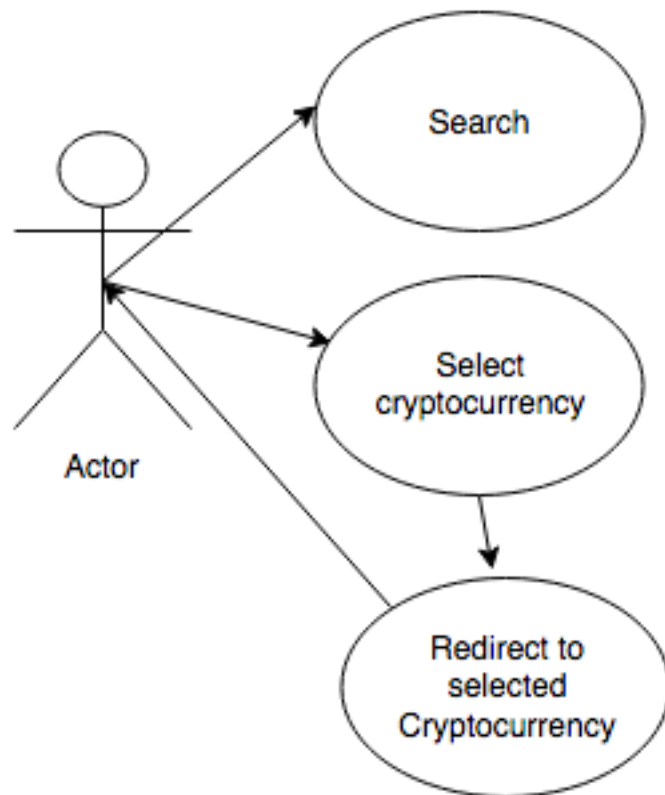 Search
Select
cryptocurrency
Actor
Redirect to
selected
Cryptocurrency